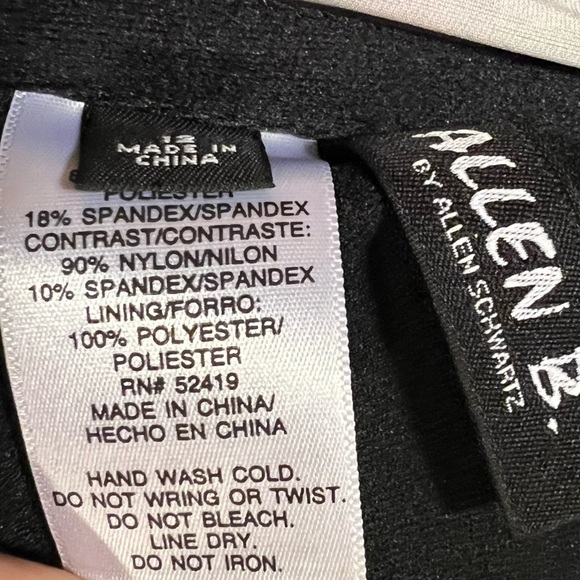 12
MADE IN
CHINA
POLIESTER
18% SPANDEX/SPANDEX
CONTRAST/CONTRASTE:
90% NYLON/NILON
10% SPANDEX/SPANDEX
LINING/FORRO:
100% POLYESTER/
POLIESTER
RN# 52419
MADE IN CHINA/
HECHO EN CHINA
HAND WASH COLD.
DO NOT WRING OR TWIST.
DO NOT BLEACH.
LINE DRY.
DO NOT IRON.
ALLEN B.
BY ALLEN SCHWARTZ